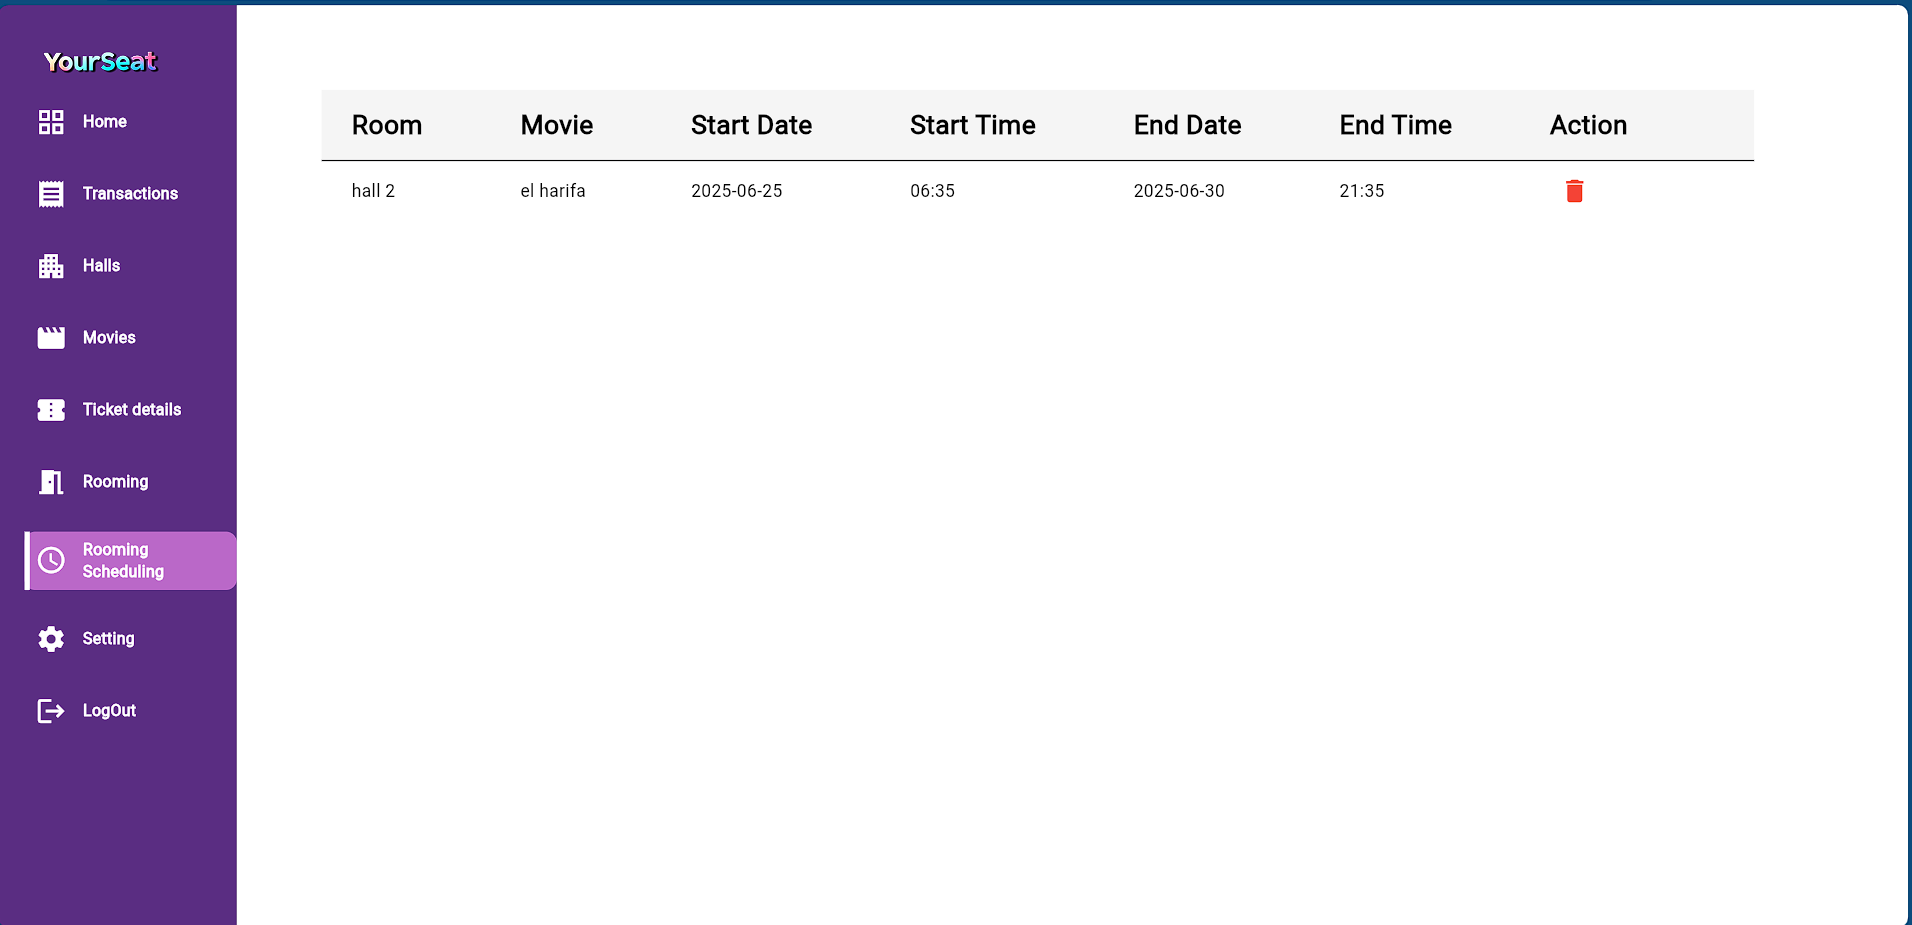 YourSeat
Home
Transactions
Halls
Movies
Ticket details
Rooming
Rooming
Scheduling
Setting
LogOut
Room Movie Start Date Start Time End Date End Time Action
hall 2 el harifa 2025-06-25 06:35 2025-06-30 21:35